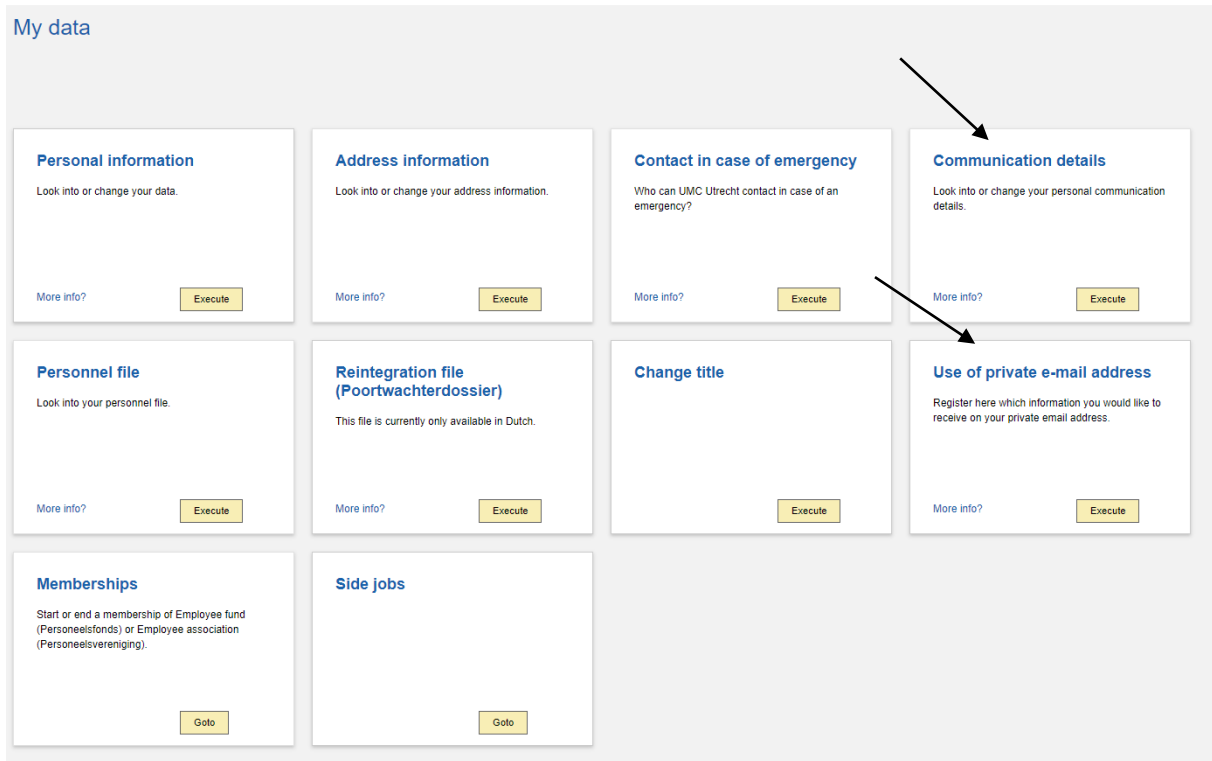 My data
Personal information
Look into or change your data.
More info?
Execute
Address information
Look into or change your address information.
More info?
Execute
Contact in case of emergency
Who can UMC Utrecht contact in case of an
emergency?
More info?
Execute
Communication details
Look into or change your personal communication
details.
More info?
Execute
Personnel file
Look into your personnel file.
More info?
Execute
Reintegration file
(Poortwachterdossier)
This file is currently only available in Dutch.
More info?
Execute
Change title
Execute
Use of private e-mail address
Register here which information you would like to
receive on your private email address.
More info?
Execute
Memberships
Start or end a membership of Employee fund
(Personeelsfonds) or Employee association
(Personeelsvereniging).
Goto
Side jobs
Goto